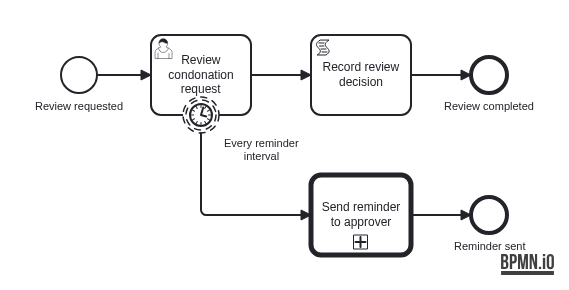 Review
condonation
request
Record review
decision
Review requested
Review completed
Every reminder
interval
Send reminder
to approver
Reminder sent
BPMN.iO